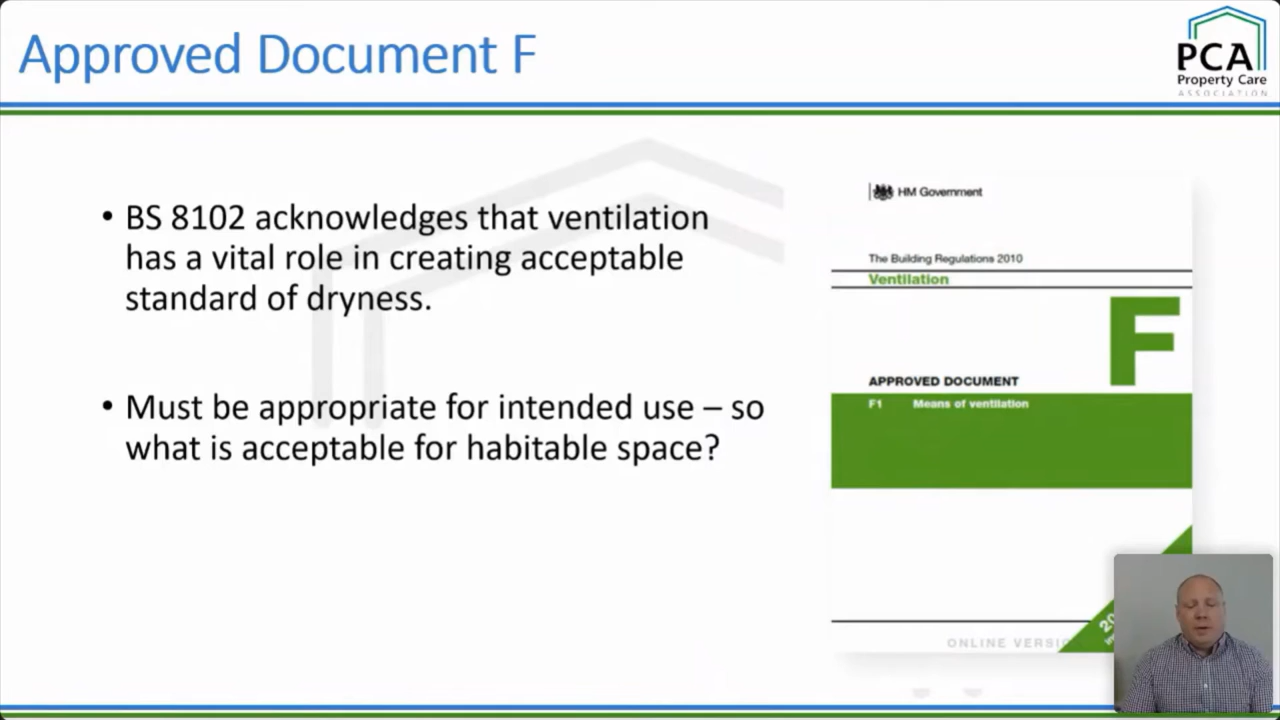 Approved Document F
PCA
Property Care
ASSOCIATION
• BS 8102 acknowledges that ventilation
has a vital role in creating acceptable
standard of dryness.
• Must be appropriate for intended use – so
what is acceptable for habitable space?
HM Government
The Building Regulations 2010
Ventilation
F
APPROVED DOCUMENT
F1 Means of ventilation
ONLINE